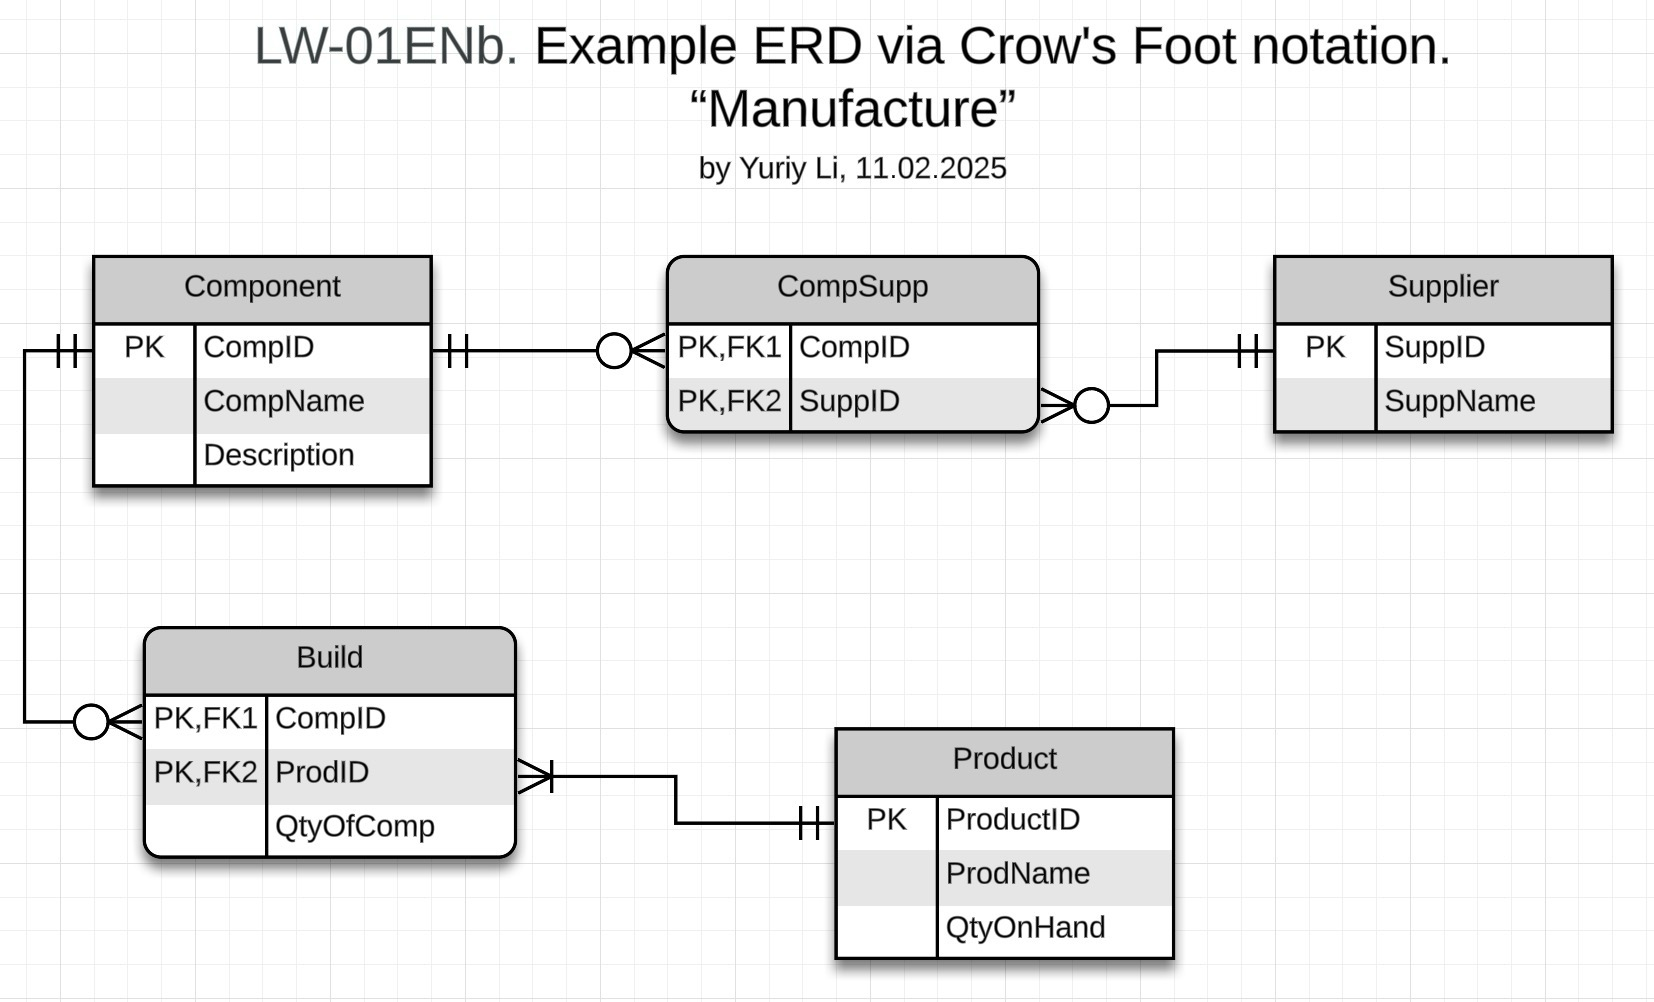 LW-01ENb. Example ERD via Crow's Foot notation.
“Manufacture”
by Yuriy Li, 11.02.2025
Component
PK CompID
CompName
Description
CompSupp
PK,FK1 CompID
PK,FK2 SuppID
Supplier
PK SuppID
SuppName
Build
PK,FK1 CompID
PK,FK2 ProdID
QtyOfComp
Product
PK ProductID
ProdName
QtyOnHand